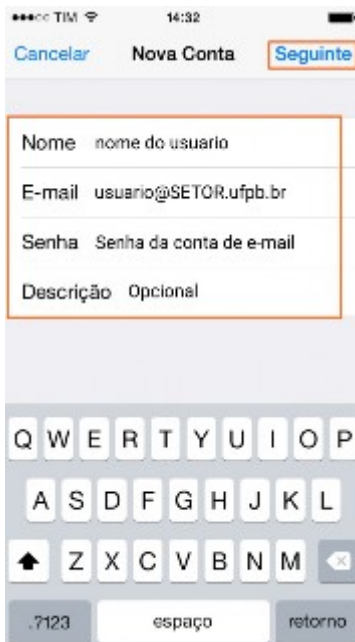 TIM 14:32
Cancelar Nova Conta Seguinte
Nome nome do usuario
E-mail usuario@SETOR.ufpb.br
Senha Senha da conta de e-mail
Descrição Opcional
Q W E R T Y U I O P
A S D F G H J K L
Z X C V B N M
.?123 espaço retorno